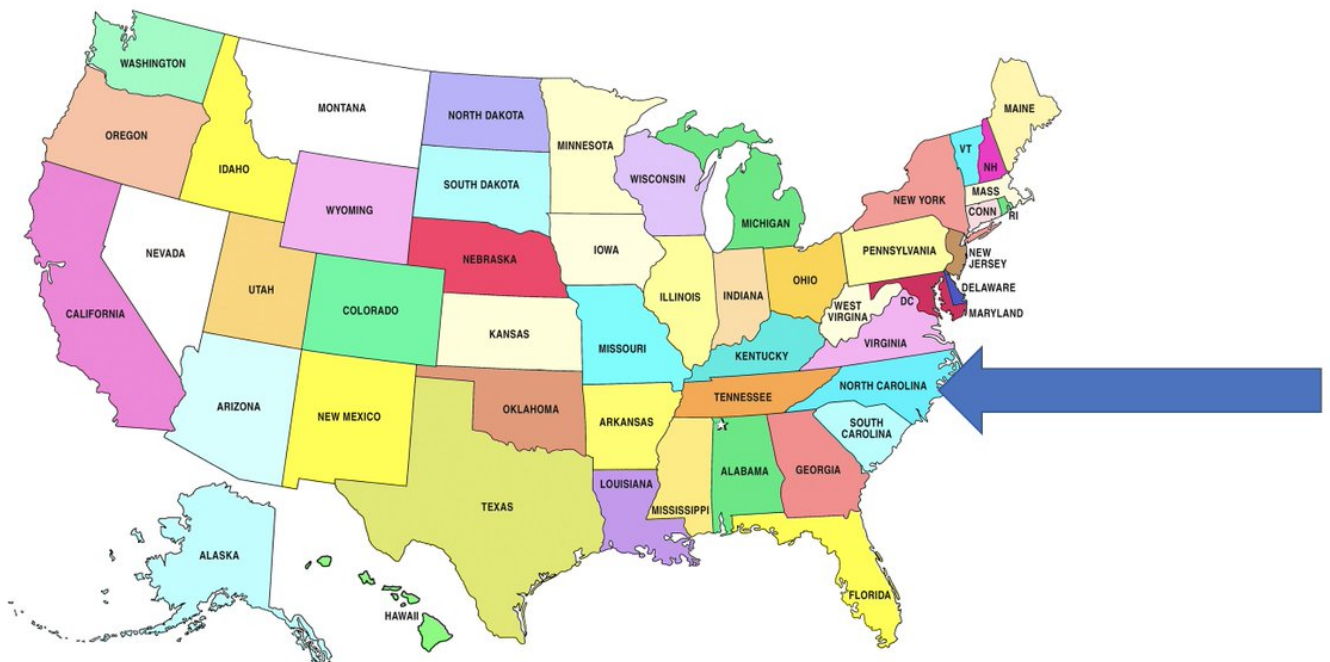 WASHINGTON
OREGON
IDAHO
MONTANA
WYOMING
NORTH DAKOTA
SOUTH DAKOTA
NEBRASKA
MINNESOTA
WISCONSIN
IOWA
MICHIGAN
MAINE
VT
NH
MASS
CONN
RI
NEW YORK
PENNSYLVANIA
NEW
JERSEY
DELAWARE
MARYLAND
DC
CALIFORNIA
NEVADA
UTAH
COLORADO
KANSAS
MISSOURI
ILLINOIS
INDIANA
OHIO
WEST
VIRGINA
VIRGINIA
KENTUCKY
NORTH CAROLINA
TENNESSEE
SOUTH
CAROLINA
ARIZONA
NEW MEXICO
OKLAHOMA
ARKANSAS
TEXAS
LOUISIANA
MISSISSIPPI
ALABAMA
GEORGIA
FLORIDA
ALASKA
HAWAII